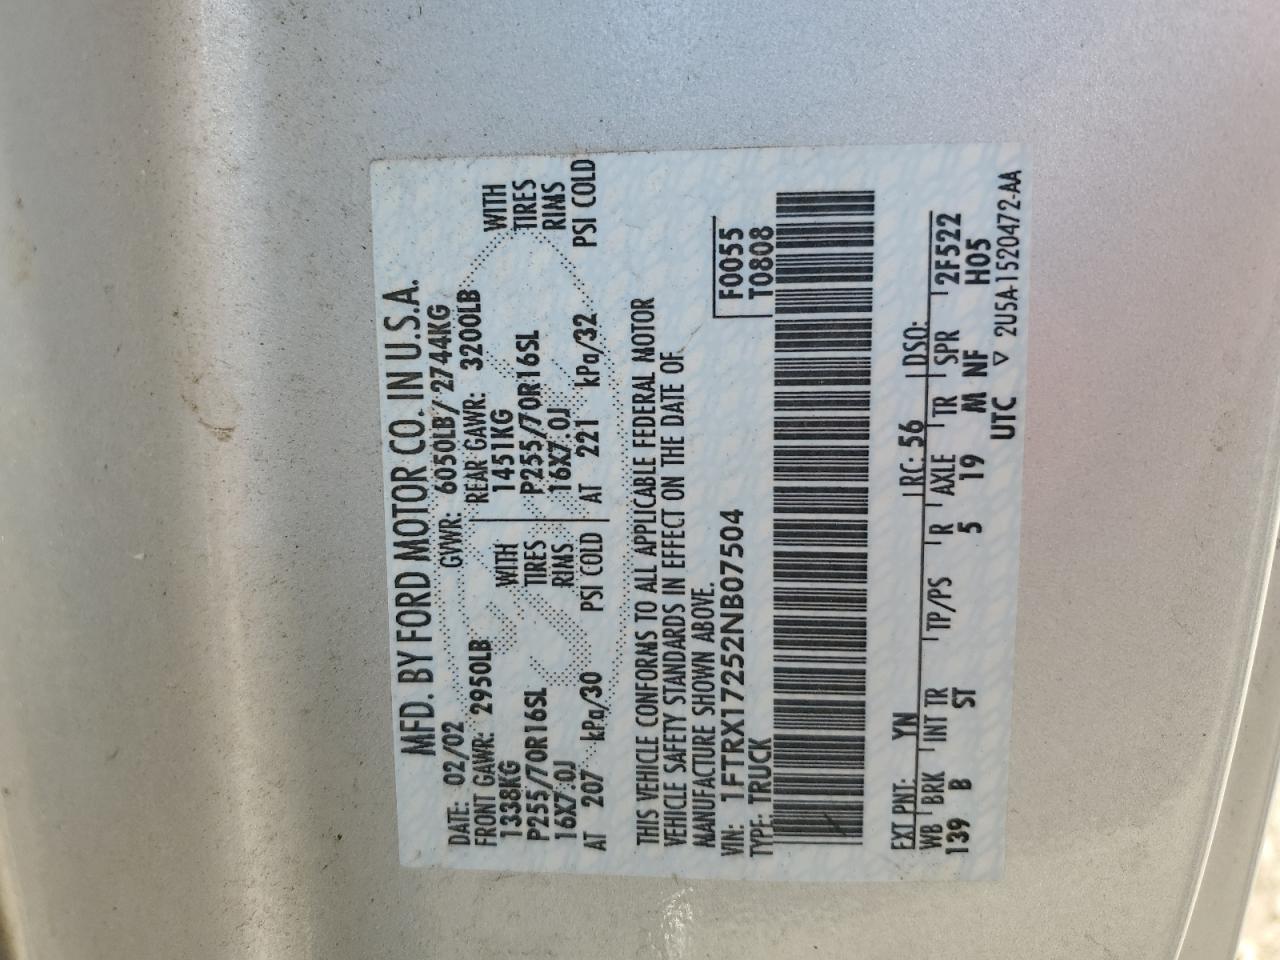 MFD. BY FORD MOTOR CO. IN U.S.A.
DATE: 02/02 GVWR: 6050LB/ 2744KG
FRONT GAWR: 2950LB REAR GAWR: 3200LB
1338KG WITH 1451KG WITH
P255/70R16SL TIRES P255/70R16SL TIRES
16X7.0J RIMS 16X7.0J RIMS
AT 207 kPa/30 PSI COLD AT 221 kPa/32 PSI COLD
THIS VEHICLE CONFORMS TO ALL APPLICABLE FEDERAL MOTOR
VEHICLE SAFETY STANDARDS IN EFFECT ON THE DATE OF
MANUFACTURE SHOWN ABOVE.
VIN: 1FTRX17252NB07504 F0055
TYPE: TRUCK T0808
EXT PNT: YN RC: 56 DSO:
WB BRK INT TR TP/PS R AXLE TR SPR 2F522
139 B ST 5 19 M NF H05
UTC ▽ 2U5A-1520472-AA